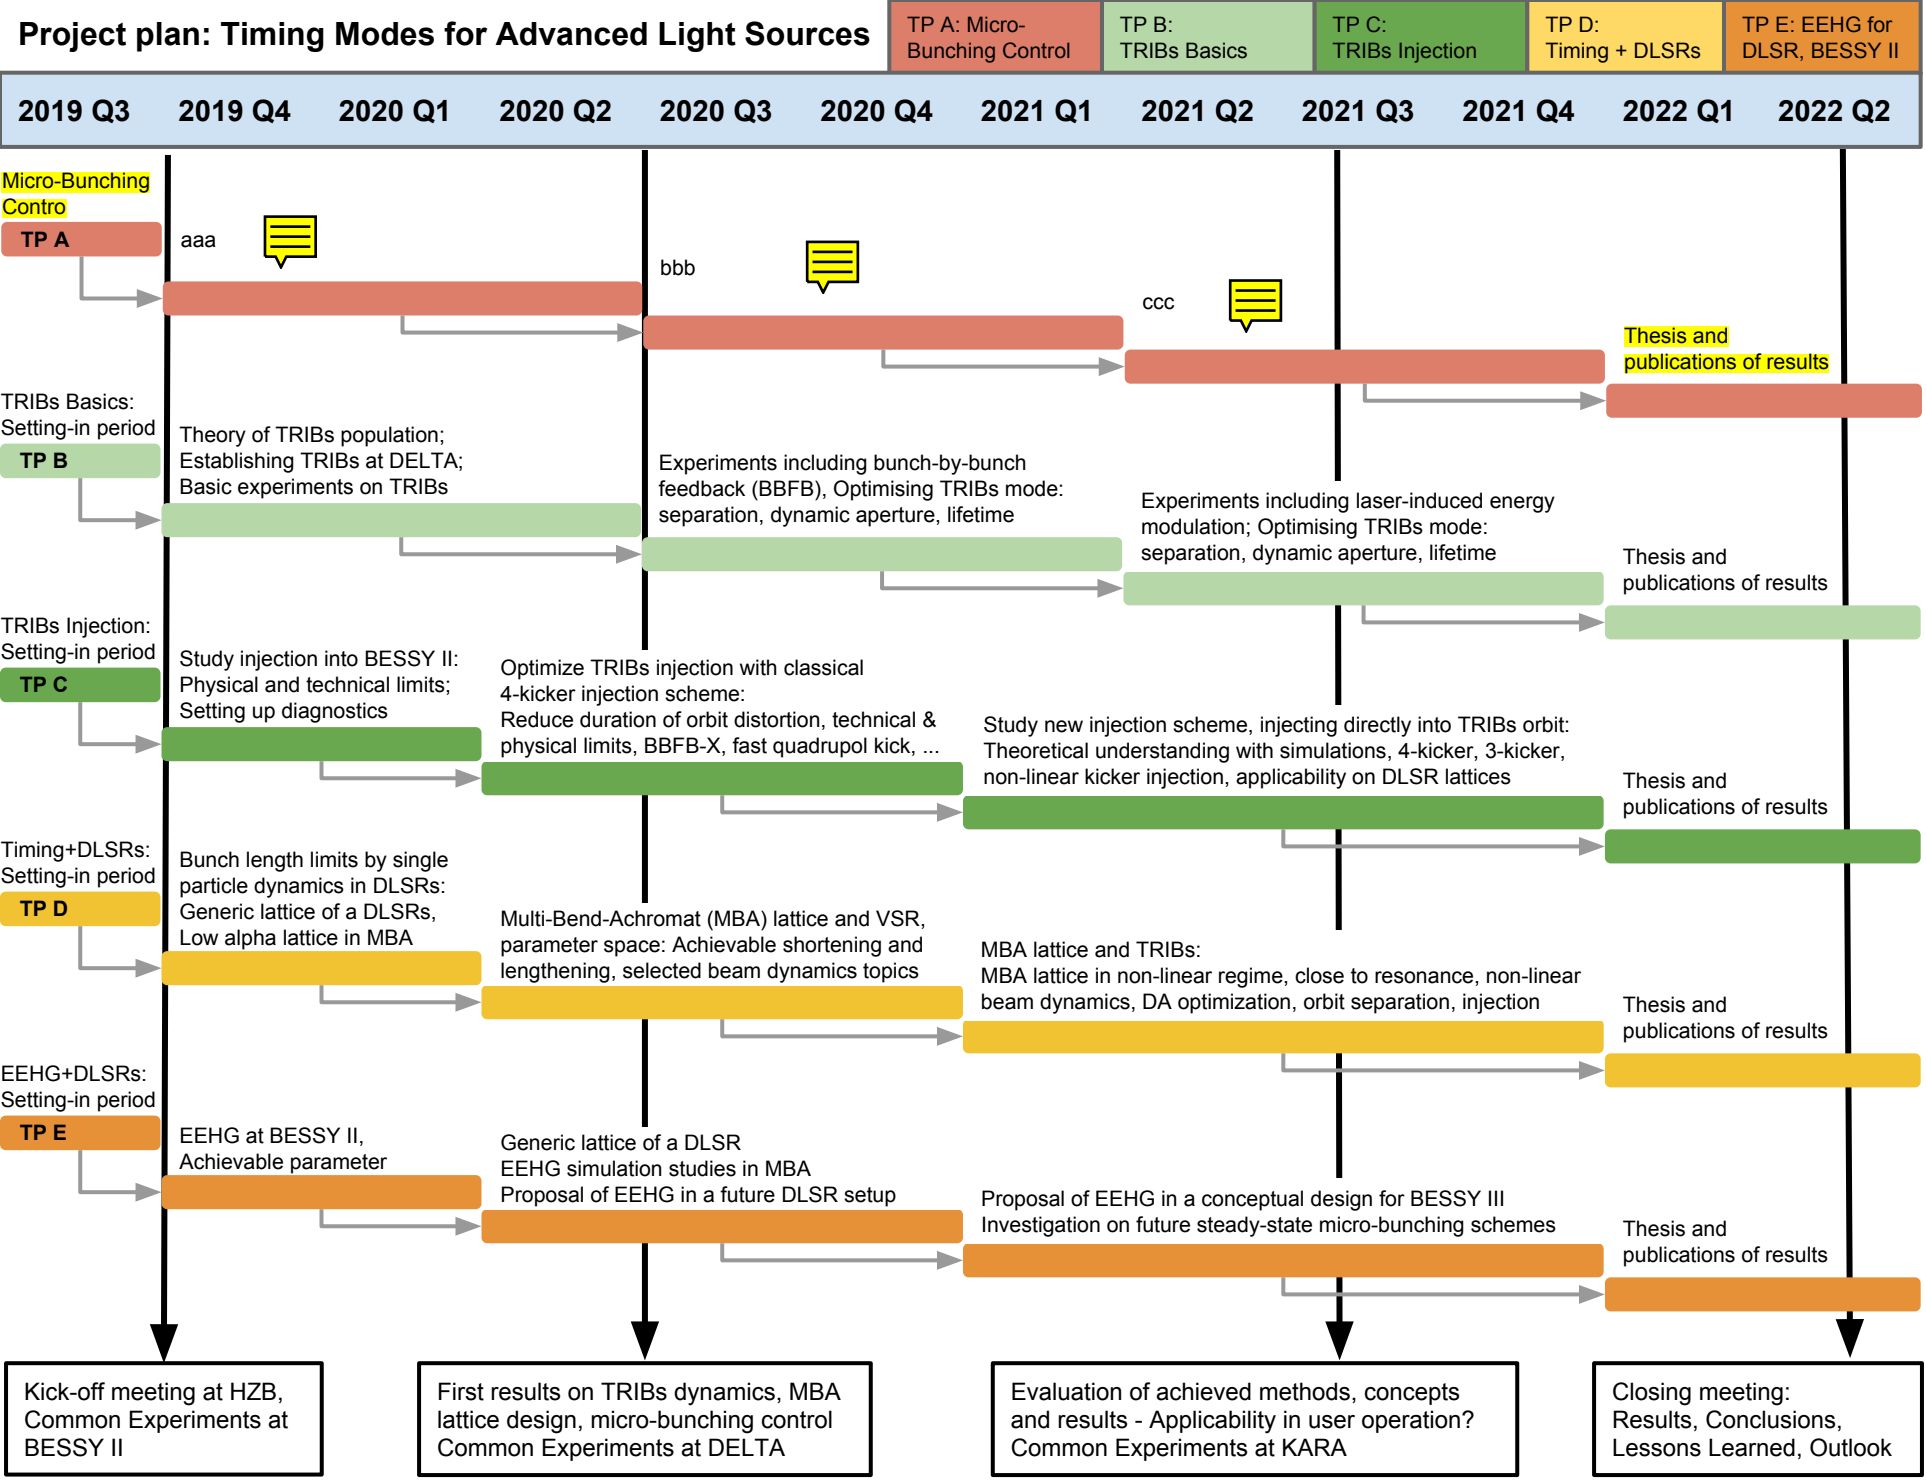 Project plan: Timing Modes for Advanced Light Sources
TP A: Micro-
Bunching Control
TP B:
TRIBs Basics
TP C:
TRIBs Injection
TP D:
Timing + DLSRs
TP E: EEHG for
DLSR, BESSY II
2019 Q3
2019 Q4
2020 Q1
2020 Q2
2020 Q3
2020 Q4
2021 Q1
2021 Q2
2021 Q3
2021 Q4
2022 Q1
2022 Q2
Micro-Bunching
Contro
TP A
aaa
bbb
ccc
Thesis and
publications of results
TRIBs Basics:
Setting-in period
TP B
Theory of TRIBs population;
Establishing TRIBs at DELTA;
Basic experiments on TRIBs
Experiments including bunch-by-bunch
feedback (BBFB), Optimising TRIBs mode:
separation, dynamic aperture, lifetime
Experiments including laser-induced energy
modulation; Optimising TRIBs mode:
separation, dynamic aperture, lifetime
Thesis and
publications of results
TRIBs Injection:
Setting-in period
TP C
Study injection into BESSY II:
Physical and technical limits;
Setting up diagnostics
Optimize TRIBs injection with classical
4-kicker injection scheme:
Reduce duration of orbit distortion, technical &
physical limits, BBFB-X, fast quadrupol kick, ...
Study new injection scheme, injecting directly into TRIBs orbit:
Theoretical understanding with simulations, 4-kicker, 3-kicker,
non-linear kicker injection, applicability on DLSR lattices
Thesis and
publications of results
Timing+DLSRs:
Setting-in period
TP D
Bunch length limits by single
particle dynamics in DLSRs:
Generic lattice of a DLSRs,
Low alpha lattice in MBA
Multi-Bend-Achromat (MBA) lattice and VSR,
parameter space: Achievable shortening and
lengthening, selected beam dynamics topics
MBA lattice and TRIBs:
MBA lattice in non-linear regime, close to resonance, non-linear
beam dynamics, DA optimization, orbit separation, injection
Thesis and
publications of results
EEHG+DLSRs:
Setting-in period
TP E
EEHG at BESSY II,
Achievable parameter
Generic lattice of a DLSR
EEHG simulation studies in MBA
Proposal of EEHG in a future DLSR setup
Proposal of EEHG in a conceptual design for BESSY III
Investigation on future steady-state micro-bunching schemes
Thesis and
publications of results
Kick-off meeting at HZB,
Common Experiments at
BESSY II
First results on TRIBs dynamics, MBA
lattice design, micro-bunching control
Common Experiments at DELTA
Evaluation of achieved methods, concepts
and results - Applicability in user operation?
Common Experiments at KARA
Closing meeting:
Results, Conclusions,
Lessons Learned, Outlook